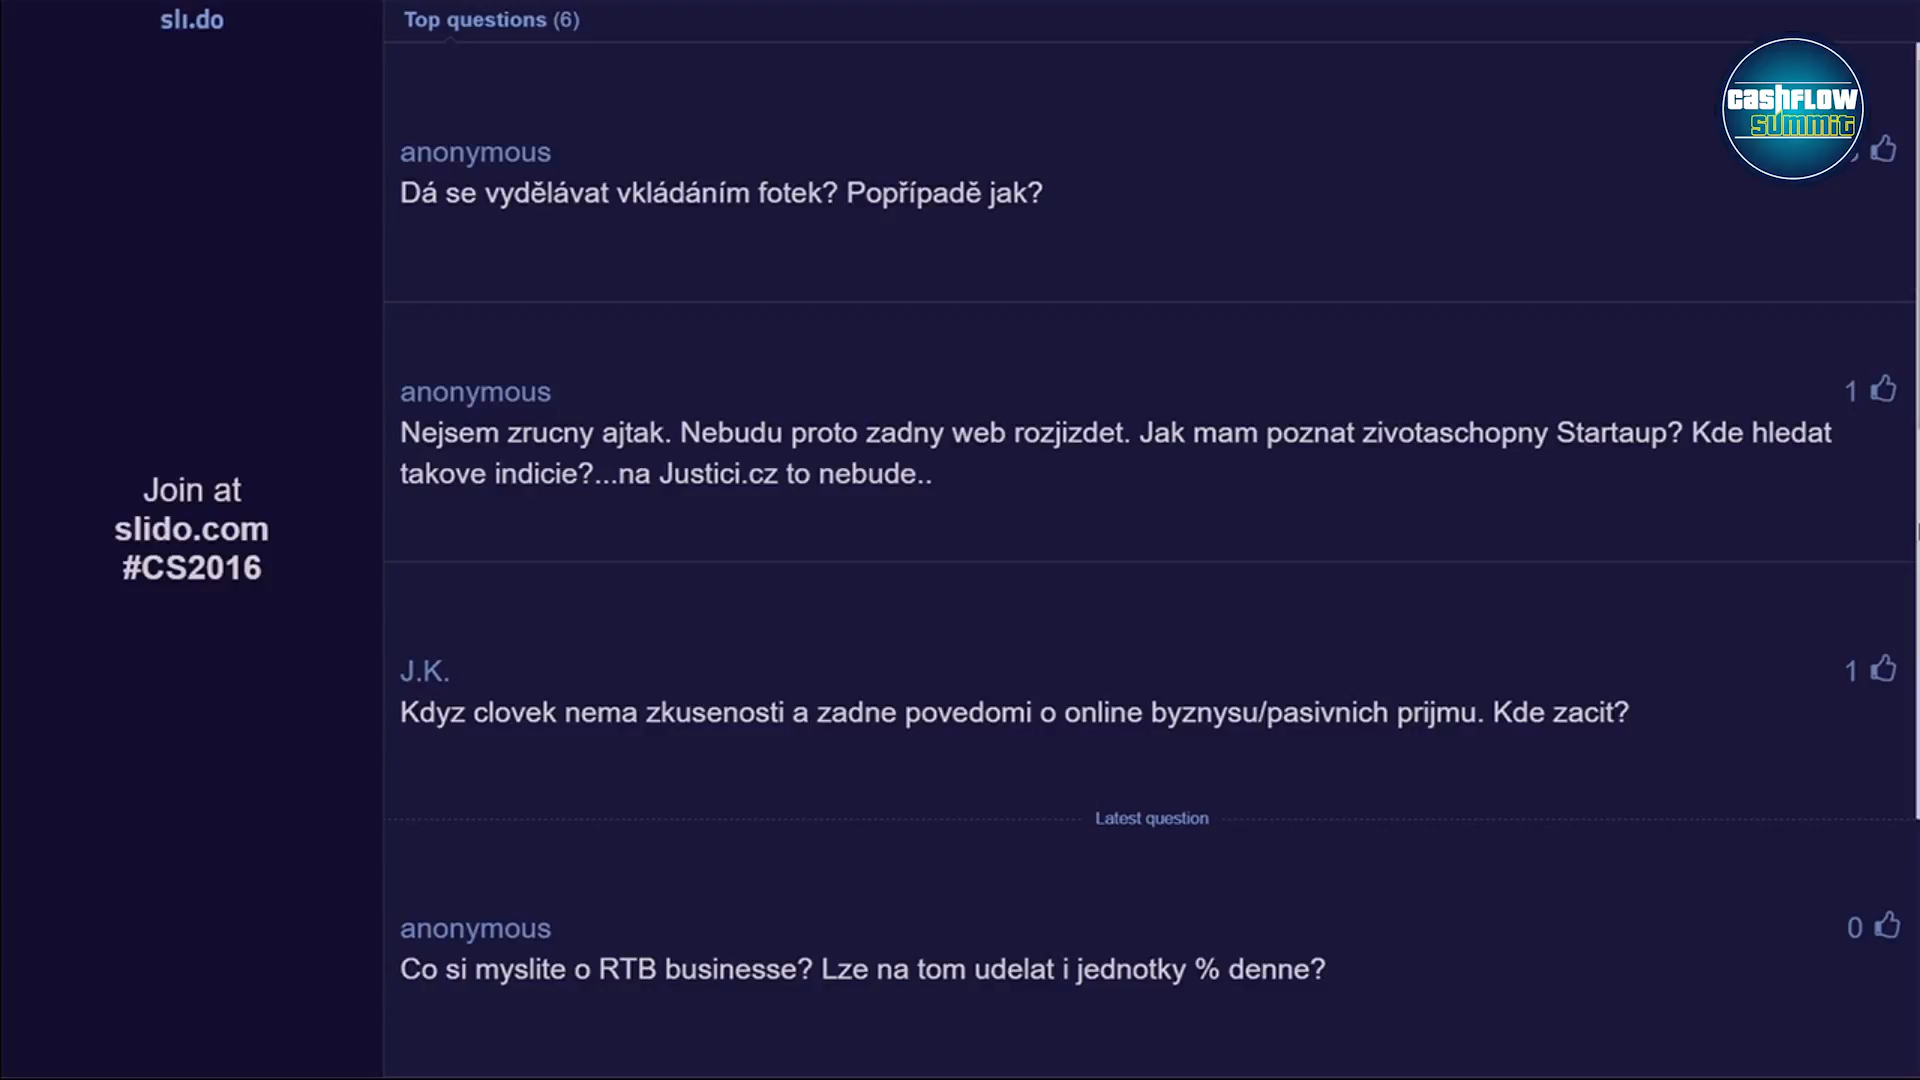 sli.do
Top questions (6)
cashflow
summit
anonymous
Dá se vydělávat vkládáním fotek? Popřípadě jak?
anonymous
1
Nejsem zrucny ajtak. Nebudu proto zadny web rozjizdet. Jak mam poznat zivotaschopny Startaup? Kde hledat
takove indicie?...na Justici.cz to nebude..
Join at
slido.com
#CS2016
J.K.
1
Kdyz clovek nema zkusenosti a zadne povedomi o online byznysu/pasivnich prijmu. Kde zacit?
Latest question
anonymous
0
Co si myslite o RTB businesse? Lze na tom udelat i jednotky % denne?